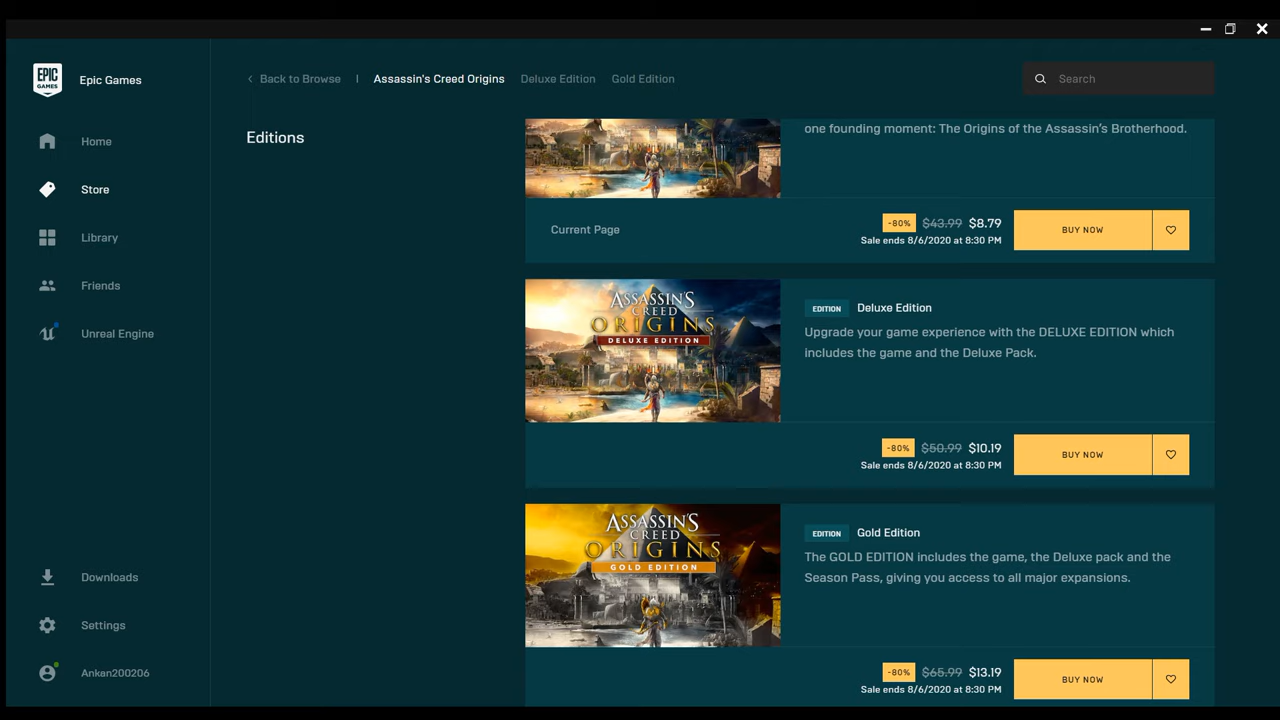 EPIC
GAMES
Epic Games
Home
Store
Library
Friends
Unreal Engine
Downloads
Settings
Anken200206
Back to Browse | Assassin's Creed Origins Deluxe Edition Gold Edition
Search
Editions
one founding moment: The Origins of the Assassin's Brotherhood.
Current Page
-80% $43.99 $8.79
Sale ends 8/6/2020 at 8:30 PM
BUY NOW
ASSASSIN'S
CREED
ORIGINS
DELUXE EDITION
EDITION Deluxe Edition
Upgrade your game experience with the DELUXE EDITION which
includes the game and the Deluxe Pack.
-80% $50.99 $10.19
Sale ends 8/6/2020 at 8:30 PM
BUY NOW
ASSASSIN'S
CREED
ORIGINS
GOLD EDITION
EDITION Gold Edition
The GOLD EDITION includes the game, the Deluxe pack and the
Season Pass, giving you access to all major expansions.
-80% $65.99 $13.19
Sale ends 8/6/2020 at 8:30 PM
BUY NOW